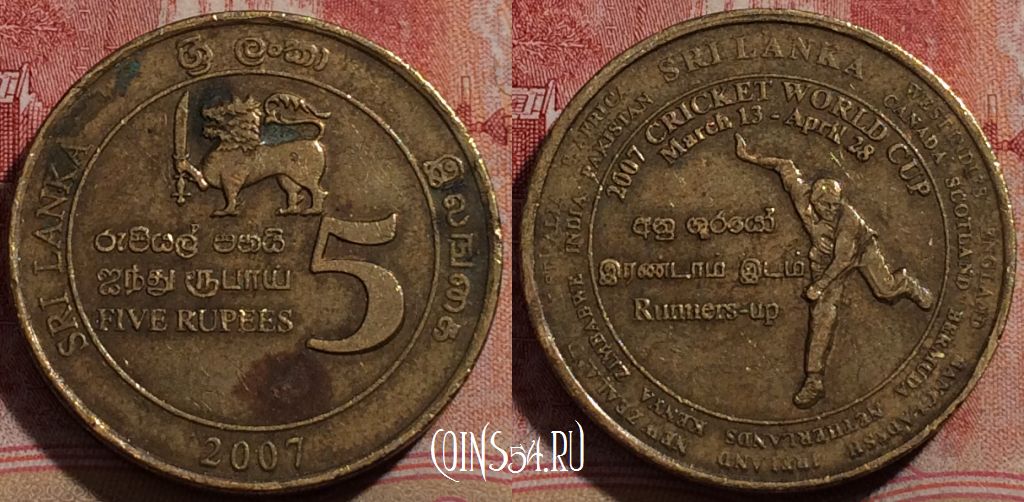 ශ්‍රී ලංකා
SRI LANKA
இலங்கை
රුපියල් පහයි
ஐந்து ரூபாய்
FIVE RUPEES
5
2007
SRI LANKA
WEST INDIES ENGLAND
CANADA SCOTLAND BERMUDA BANGLADESH
NETHERLANDS IRELAND
NEW ZEALAND ZIMBABWE KENYA
INDIA PAKISTAN
2007 CRICKET WORLD CUP
March 13 - April 28
අනු ශූරයෝ
இரண்டாம் இடம்
Runners-up
COINS54.RU